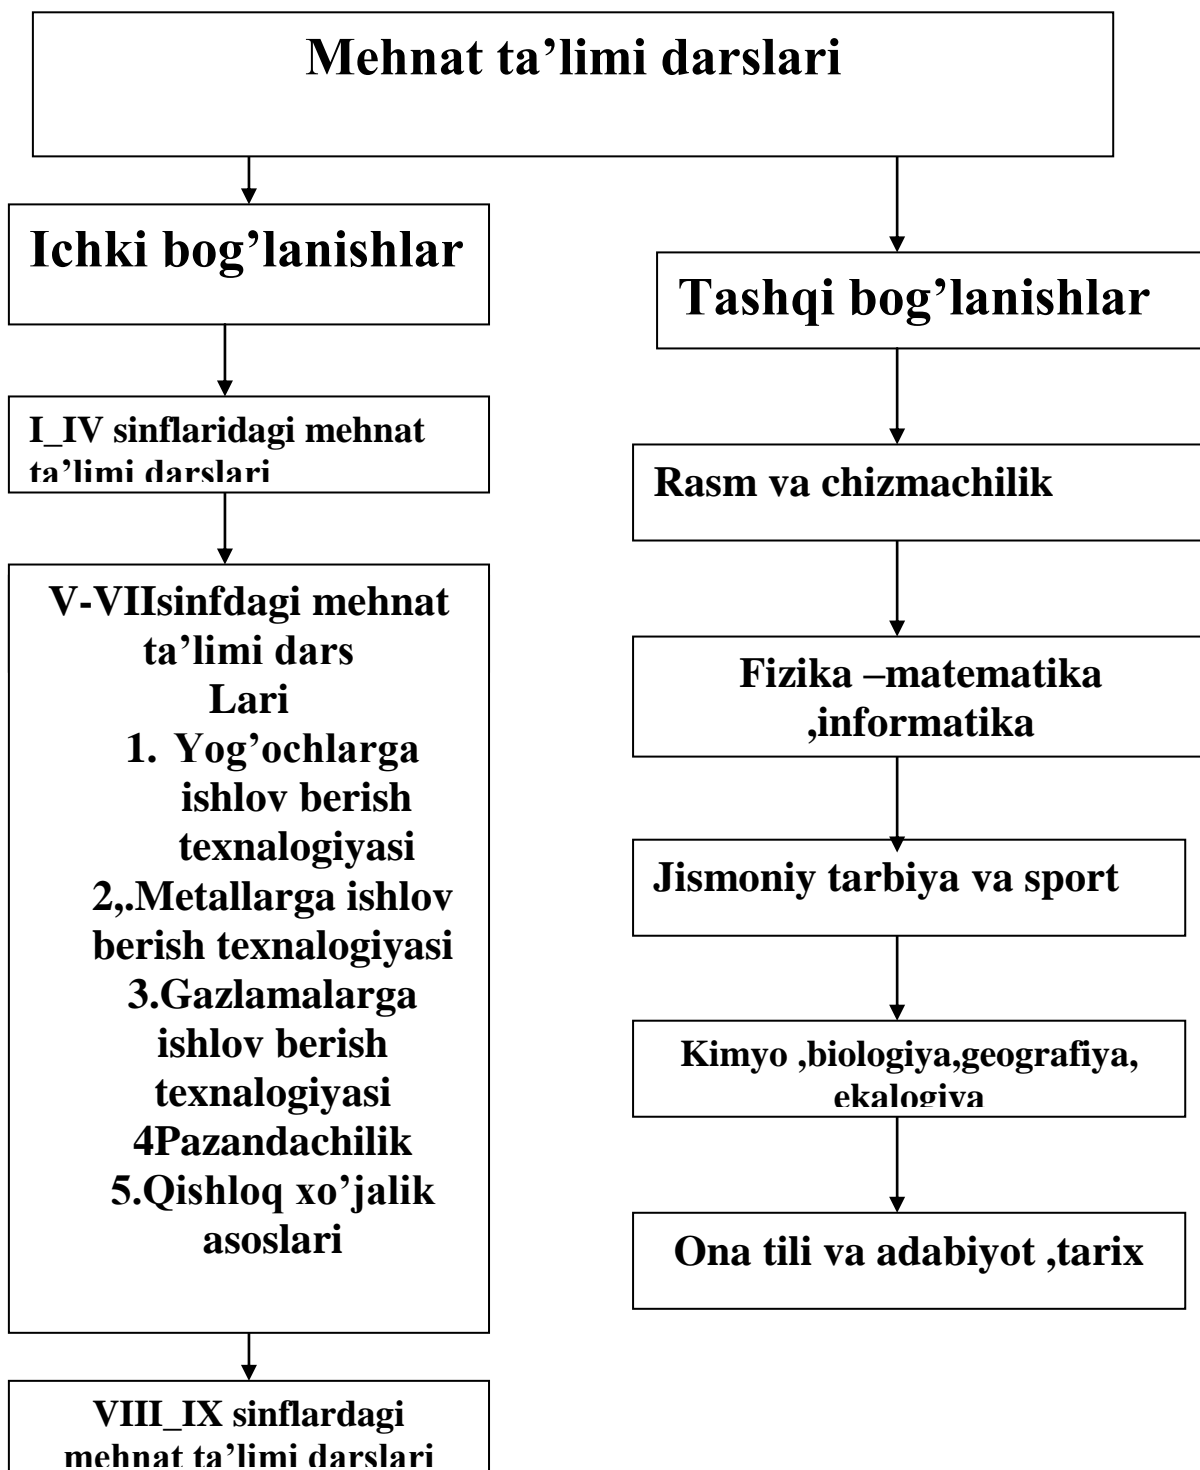 Mehnat ta’limi darslari
Ichki bog’lanishlar
I_IV sinflaridagi mehnat
ta’limi darslari
V-VIIsinfdagi mehnat
ta’limi dars
Lari
1. Yog’ochlarga
ishlov berish
texnalogiyasi
2,.Metallarga ishlov
berish texnalogiyasi
3.Gazlamalarga
ishlov berish
texnalogiyasi
4Pazandachilik
5.Qishloq xo’jalik
asoslari
VIII_IX sinflardagi
mehnat ta’limi darslari
Tashqi bog’lanishlar
Rasm va chizmachilik
Fizika –matematika
,informatika
Jismoniy tarbiya va sport
Kimyo ,biologiya,geografiya,
ekalogiya
Ona tili va adabiyot ,tarix